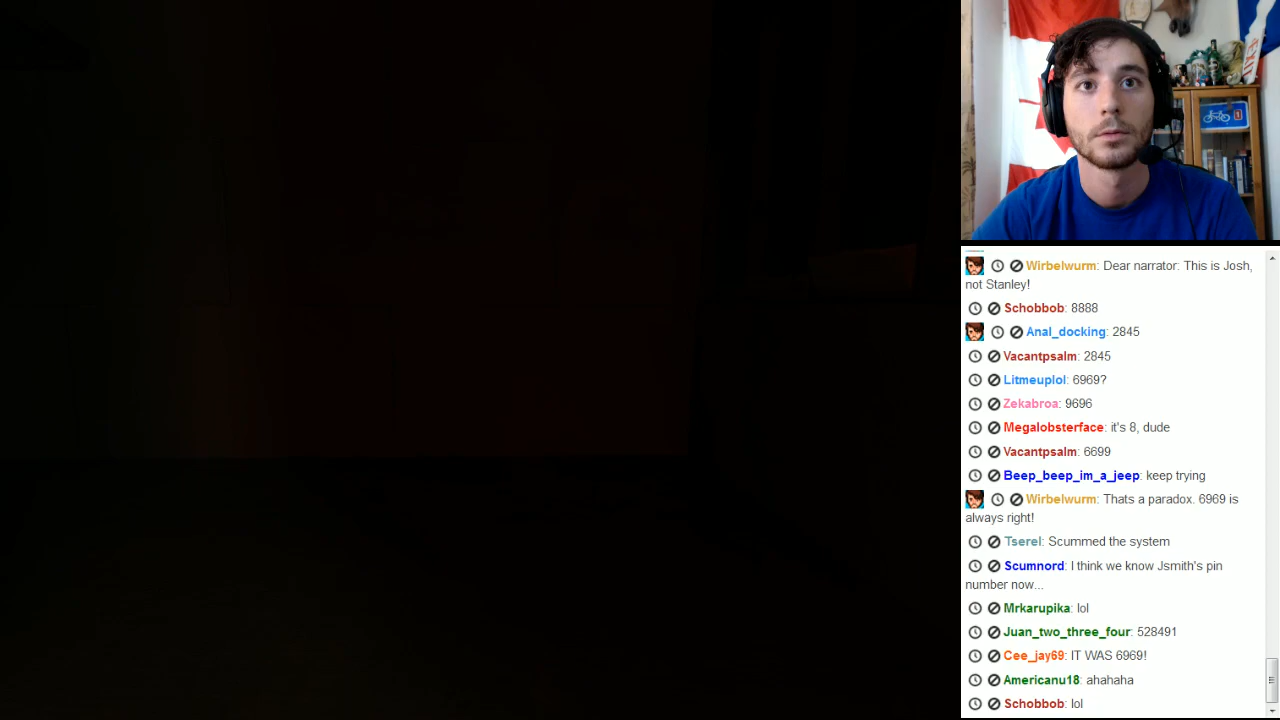 Wirbelwurm: Dear narrator: This is Josh,
not Stanley!
Schobbob: 8888
Anal_docking: 2845
Vacantpsalm: 2845
Litmeuplol: 6969?
Zekabroa: 9696
Megalobsterface: it's 8, dude
Vacantpsalm: 6699
Beep_beep_im_a_jeep: keep trying
Wirbelwurm: Thats a paradox. 6969 is
always right!
Tserel: Scummed the system
Scumnord: I think we know Jsmith's pin
number now...
Mrkarupika: lol
Juan_two_three_four: 528491
Cee_jay69: IT WAS 6969!
Americanu18: ahahaha
Schobbob: lol